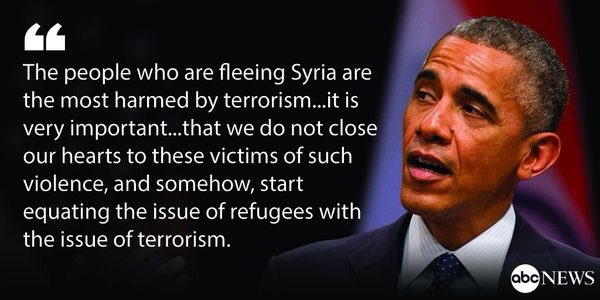 “
The people who are fleeing Syria are
the most harmed by terrorism...it is
very important...that we do not close
our hearts to these victims of such
violence, and somehow, start
equating the issue of refugees with
the issue of terrorism.
abc NEWS